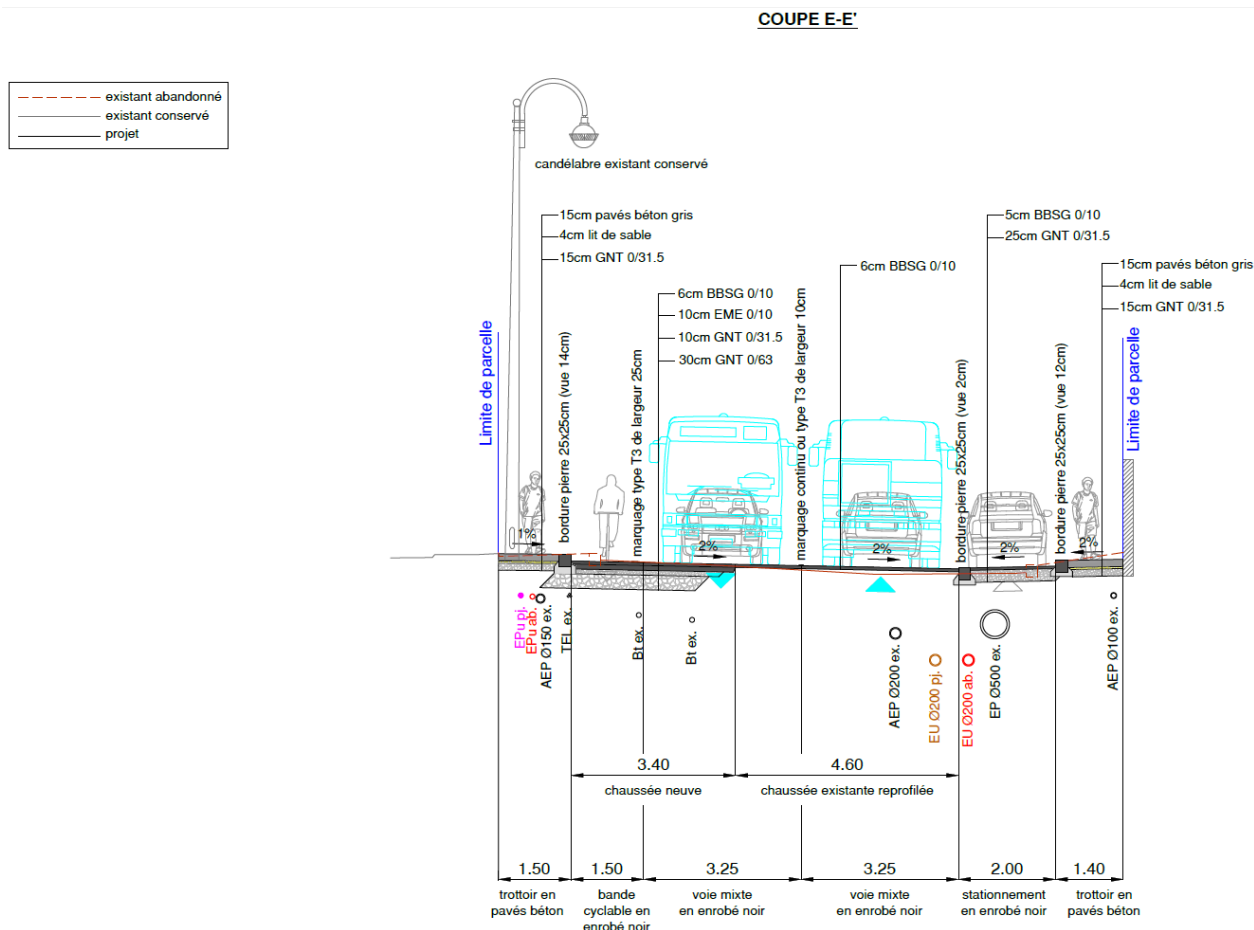 COUPE E-E'
existant abandonné
existant conservé
projet
candélabre existant conservé
15cm pavés béton gris
4cm lit de sable
15cm GNT 0/31.5
6cm BBSG 0/10
10cm EME 0/10
10cm GNT 0/31.5
30cm GNT 0/63
6cm BBSG 0/10
5cm BBSG 0/10
25cm GNT 0/31.5
15cm pavés béton gris
4cm lit de sable
15cm GNT 0/31.5
Limite de parcelle
bordure pierre 25x25cm (vue 14cm)
marquage type T3 de largeur 25cm
marquage continu ou type T3 de largeur 10cm
bordure pierre 25x25cm (vue 2cm)
bordure pierre 25x25cm (vue 12cm)
Limite de parcelle
1%
2%
2%
2%
2%
EPu pj.
EPu ab.
AEP Ø150 ex.
TEL ex.
Bt ex.
Bt ex.
AEP Ø200 ex.
EU Ø200 pj.
EU Ø200 ab.
EP Ø500 ex.
AEP Ø100 ex.
3.40
4.60
chaussée neuve
chaussée existante reprofilée
1.50
1.50
3.25
3.25
2.00
1.40
trottoir en
pavés béton
bande
cyclable en
enrobé noir
voie mixte
en enrobé noir
voie mixte
en enrobé noir
stationnement
en enrobé noir
trottoir en
pavés béton